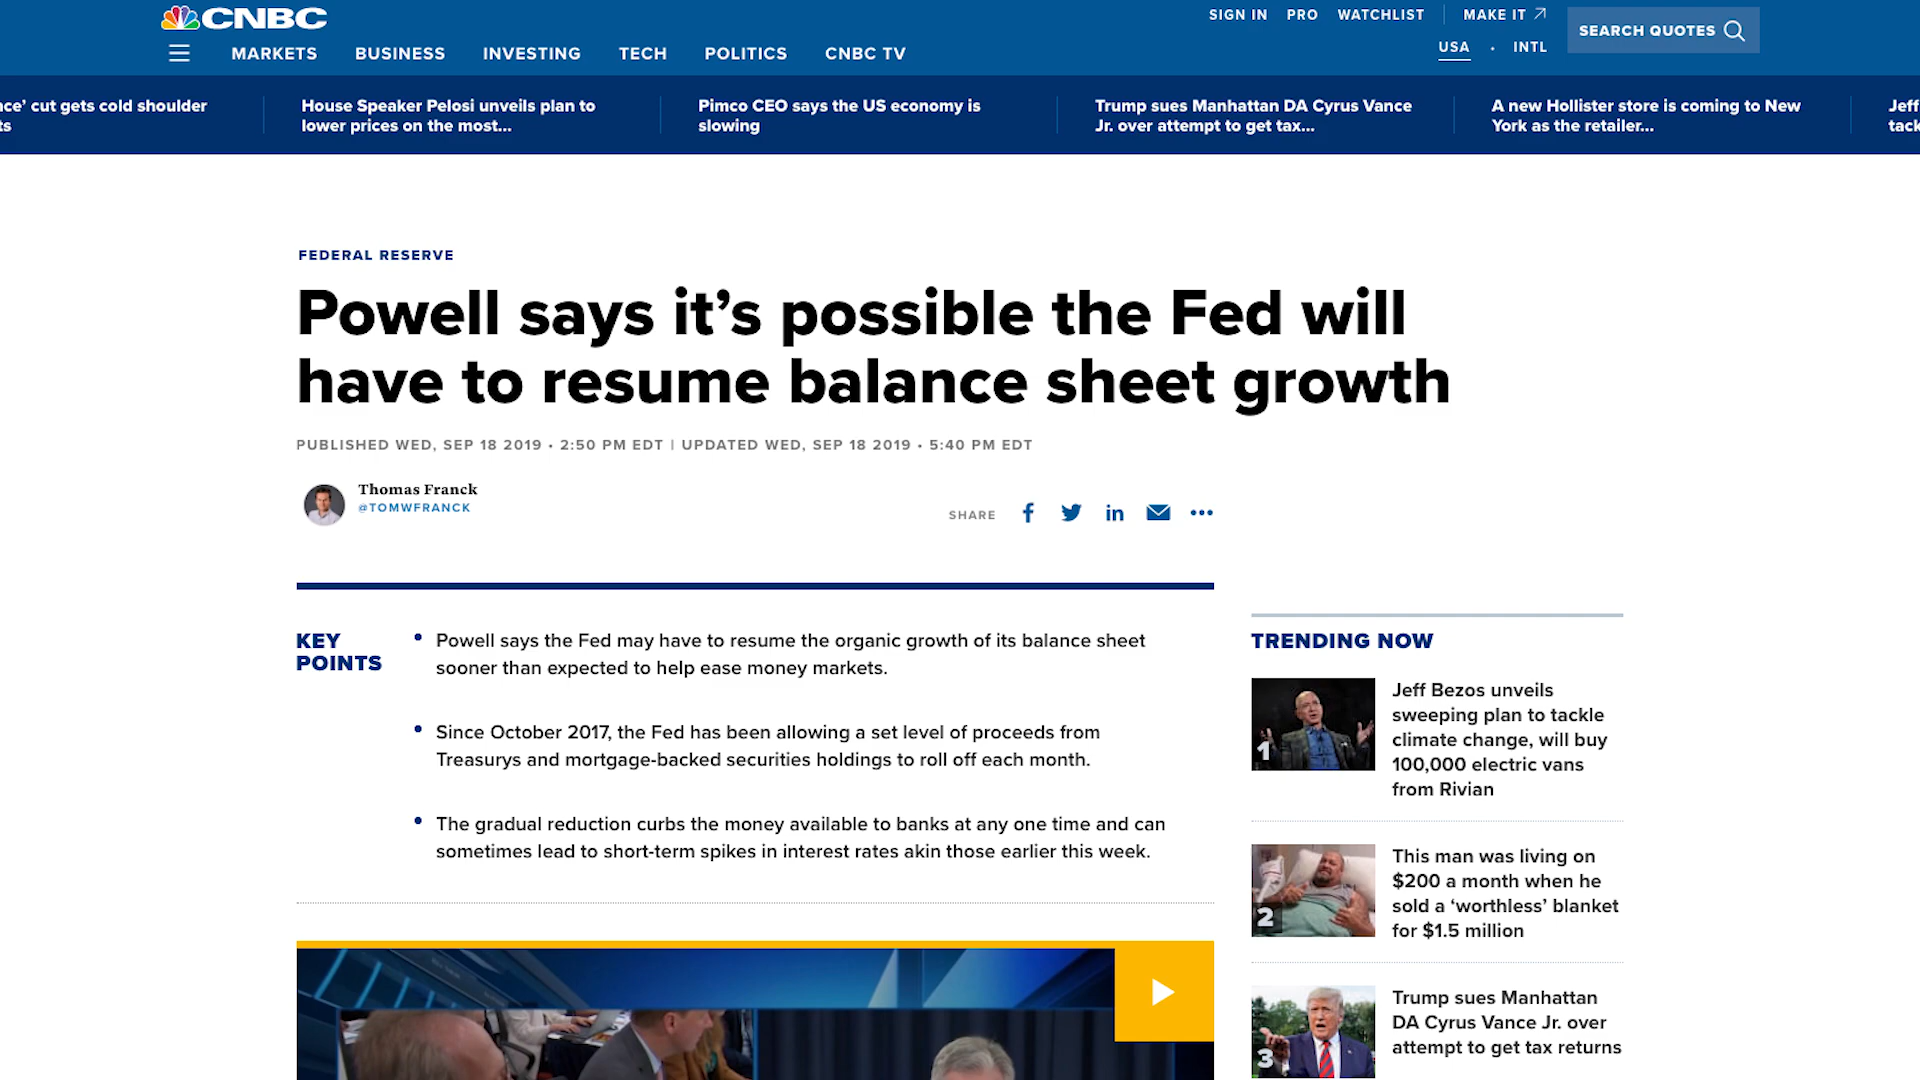 CNBC
SIGN IN PRO WATCHLIST MAKE IT
SEARCH QUOTES
USA • INTL
MARKETS BUSINESS INVESTING TECH POLITICS CNBC TV
cut gets cold shoulder
House Speaker Pelosi unveils plan to
lower prices on the most...
Pimco CEO says the US economy is
slowing
Trump sues Manhattan DA Cyrus Vance
Jr. over attempt to get tax...
A new Hollister store is coming to New
York as the retailer...
Jeff
FEDERAL RESERVE
Powell says it’s possible the Fed will
have to resume balance sheet growth
PUBLISHED WED, SEP 18 2019 • 2:50 PM EDT | UPDATED WED, SEP 18 2019 • 5:40 PM EDT
Thomas Franck
@TOMWFRANCK
SHARE
KEY
POINTS
• Powell says the Fed may have to resume the organic growth of its balance sheet
sooner than expected to help ease money markets.
• Since October 2017, the Fed has been allowing a set level of proceeds from
Treasurys and mortgage-backed securities holdings to roll off each month.
• The gradual reduction curbs the money available to banks at any one time and can
sometimes lead to short-term spikes in interest rates akin those earlier this week.
TRENDING NOW
1
Jeff Bezos unveils
sweeping plan to tackle
climate change, will buy
100,000 electric vans
from Rivian
2
This man was living on
$200 a month when he
sold a ‘worthless’ blanket
for $1.5 million
3
Trump sues Manhattan
DA Cyrus Vance Jr. over
attempt to get tax returns